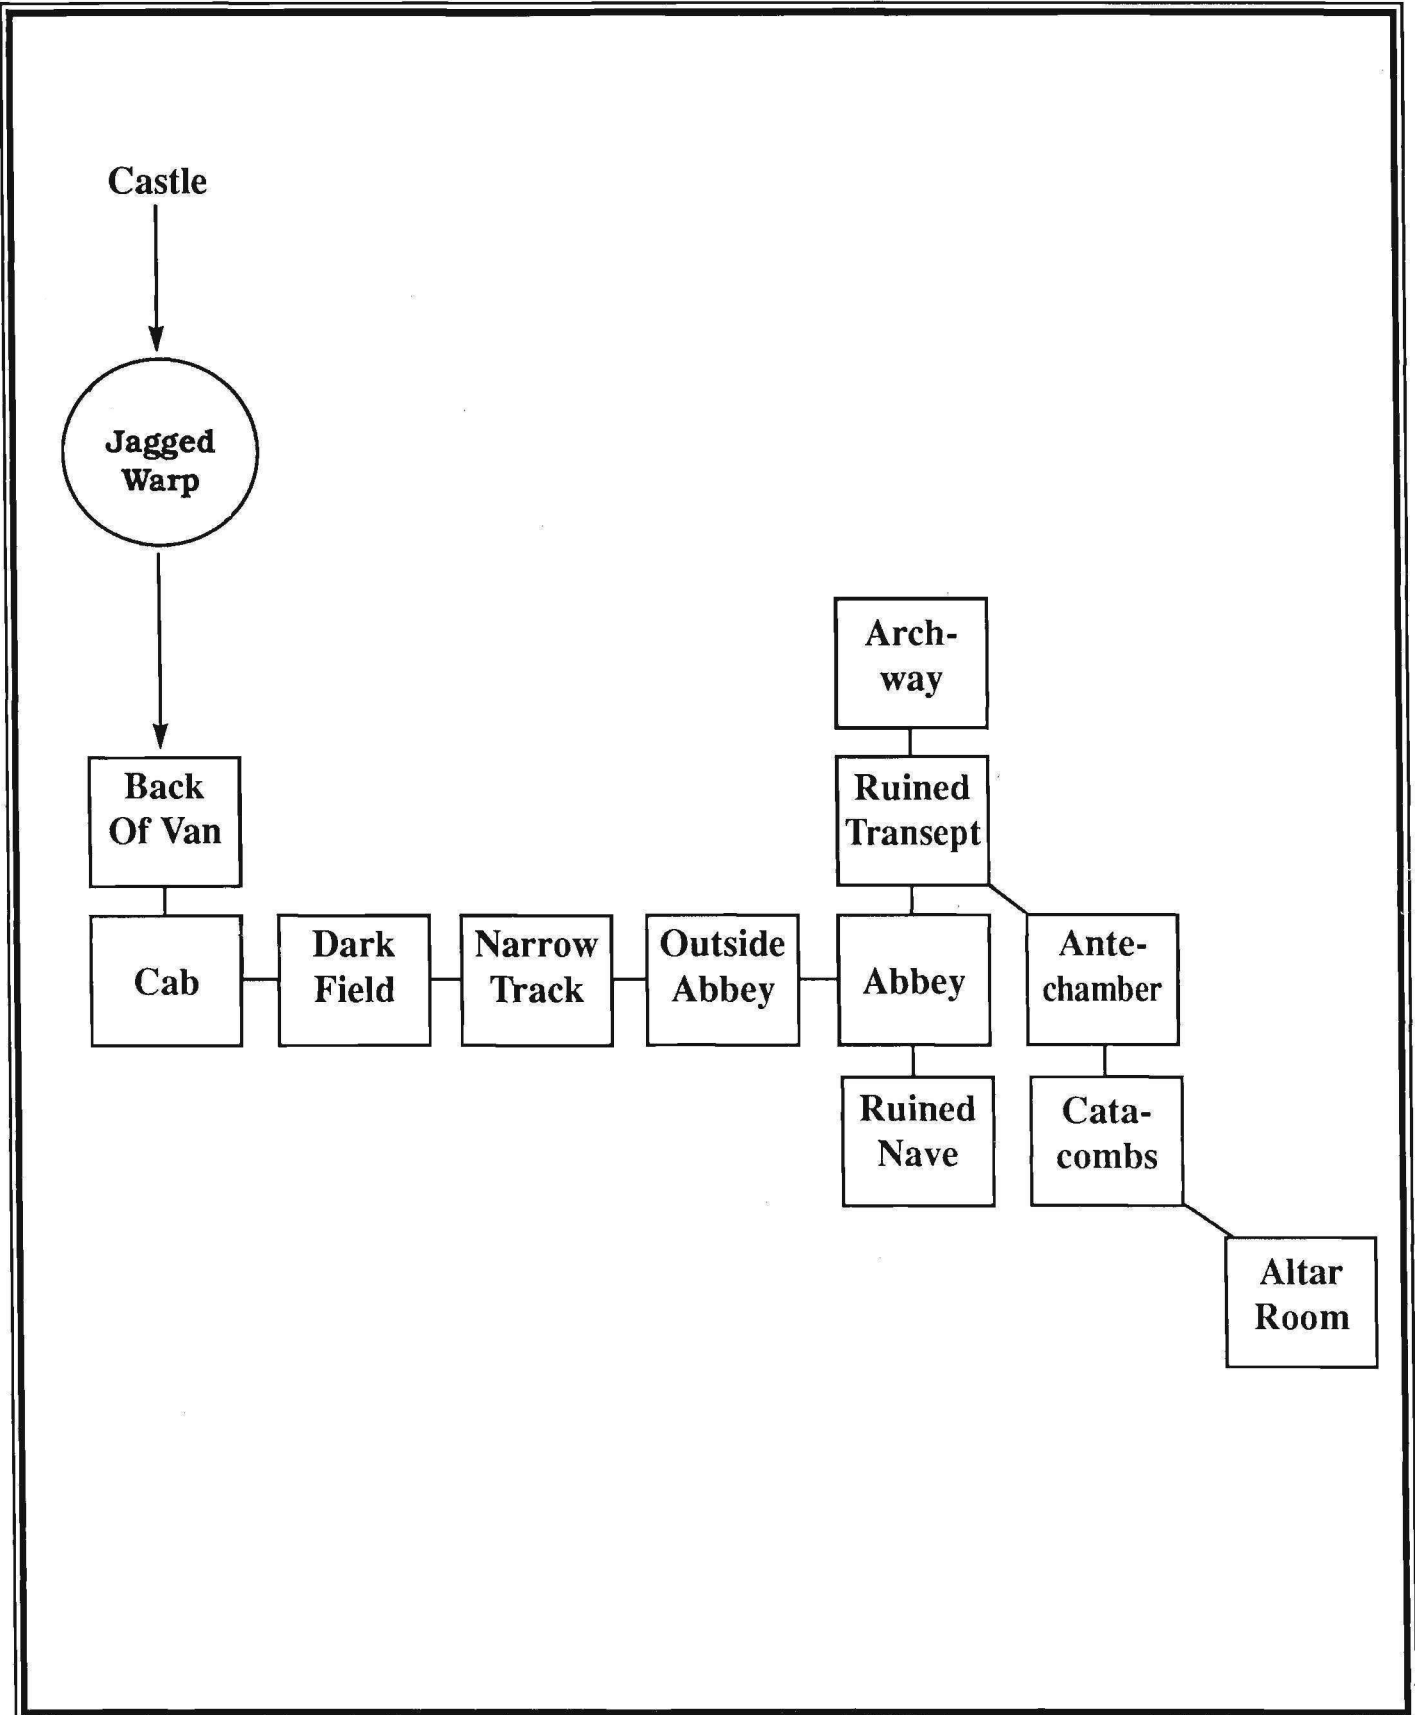 Castle
Jagged
Warp
Arch-
way
Back
Of Van
Ruined
Transept
Cab
Dark
Field
Narrow
Track
Outside
Abbey
Abbey
Ante-
chamber
Ruined
Nave
Cata-
combs
Altar
Room